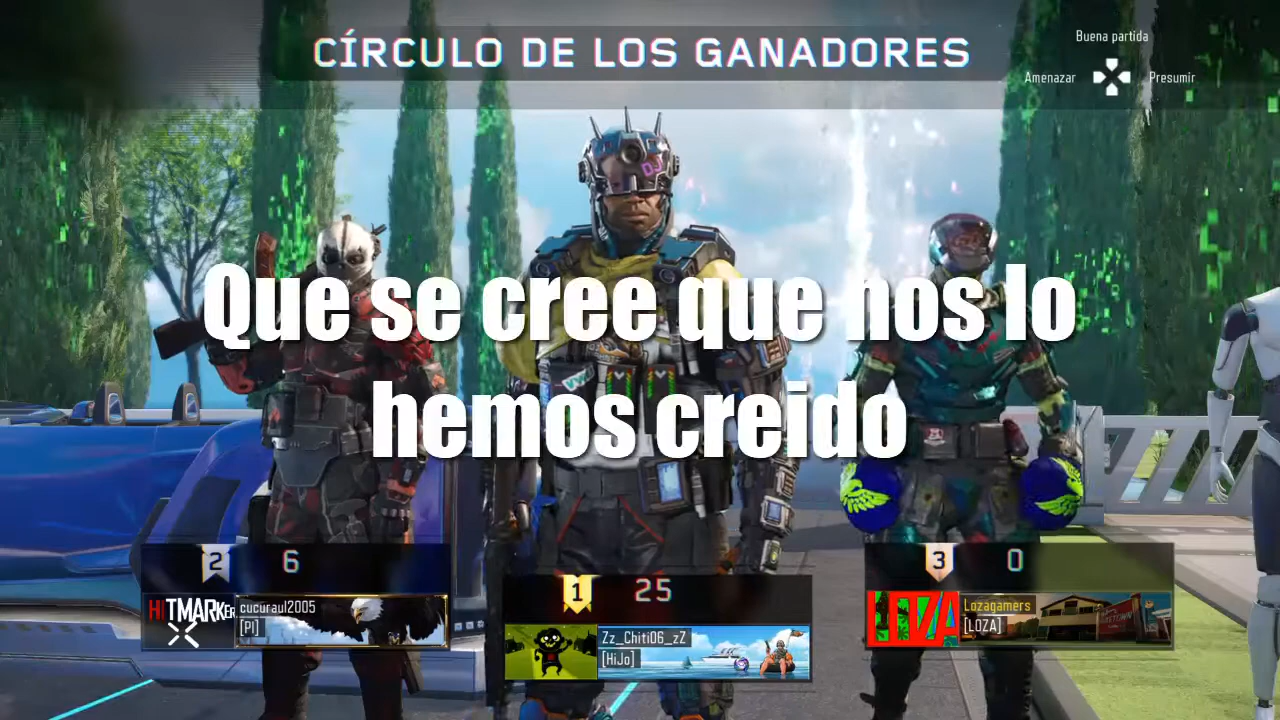 CÍRCULO DE LOS GANADORES
Buena partida
Amenazar
Presumir
DJ
Que se cree que nos lo
hemos creido
2 6
HITMARKER
cucuraul2005
[PI]
1 25
Zz_Chiti06_zZ
[HiJo]
3 0
LOZA
Lozagamers
[LOZA]